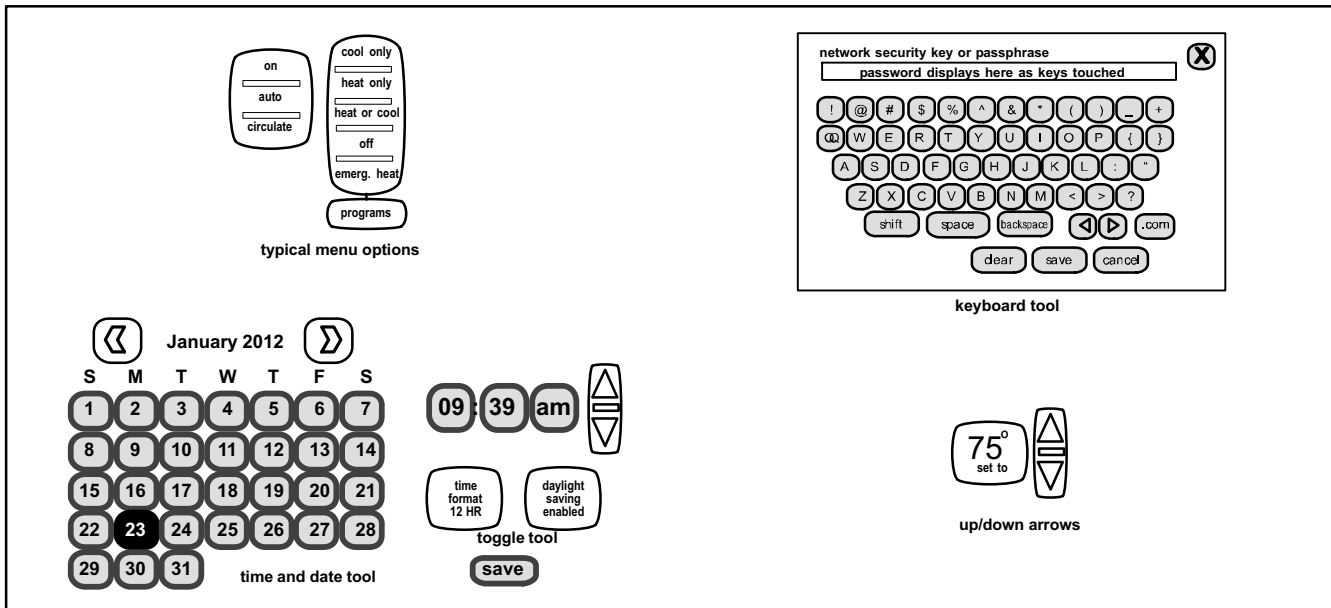 on
auto
circulate
cool only
heat only
heat or cool
off
emerg. heat
programs
typical menu options
network security key or passphrase
X
password displays here as keys touched
! @ # $ % ^ & * ( ) _ +
Q W E R T Y U I O P { }
A S D F G H J K L : "
Z X C V B N M < > ?
shift space backspace .com
clear save cancel
keyboard tool
January 2012
S M T W T F S
1 2 3 4 5 6 7
8 9 10 11 12 13 14
15 16 17 18 19 20 21
22 23 24 25 26 27 28
29 30 31
time and date tool
09 : 39 am
time
format
12 HR
daylight
saving
enabled
toggle tool
save
75°
set to
up/down arrows